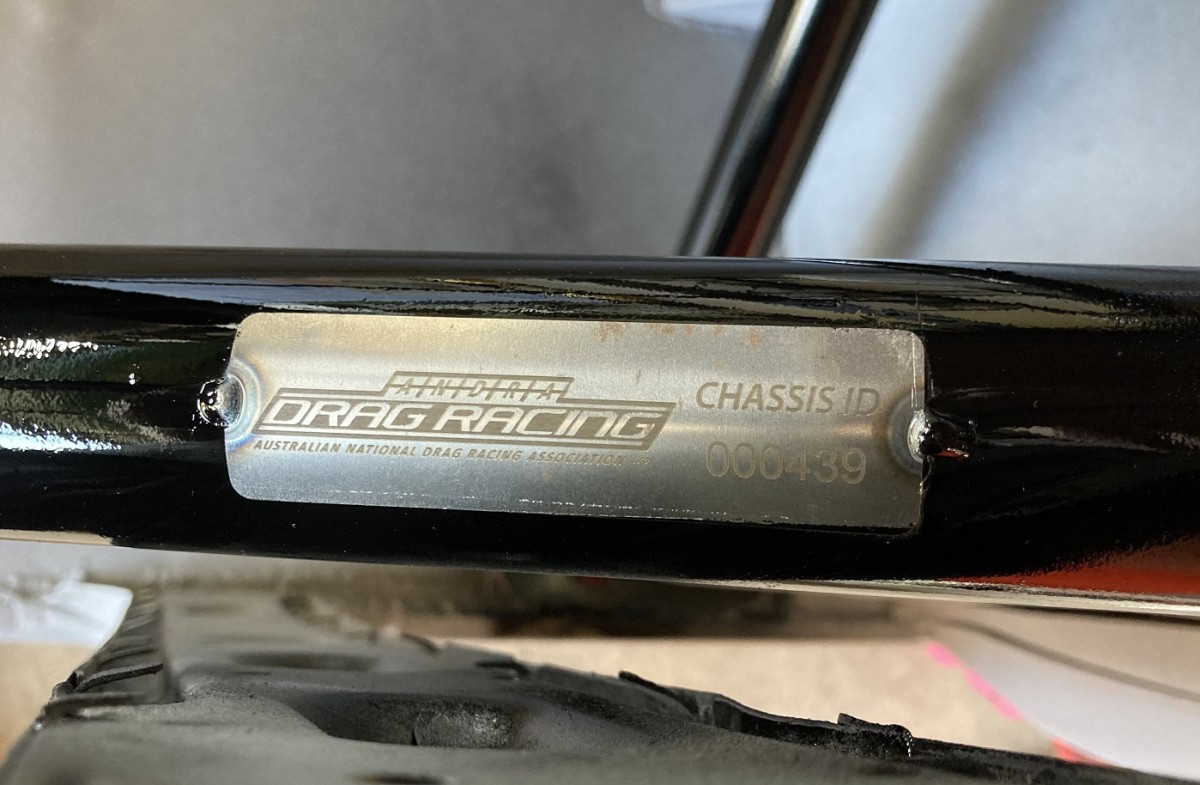 ANDRA
DRAG RACING
AUSTRALIAN NATIONAL DRAG RACING ASSOCIATION
CHASSIS ID
000439